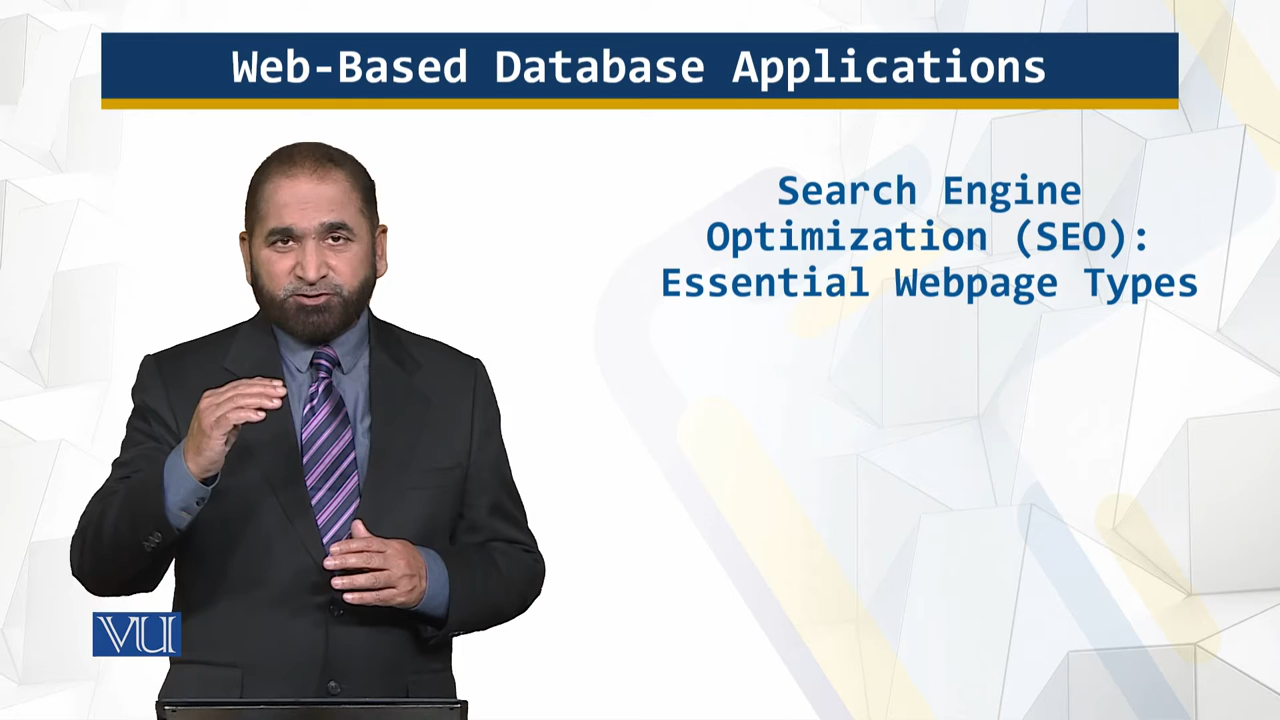 Web-Based Database Applications
Search Engine
Optimization (SEO):
Essential Webpage Types
VU